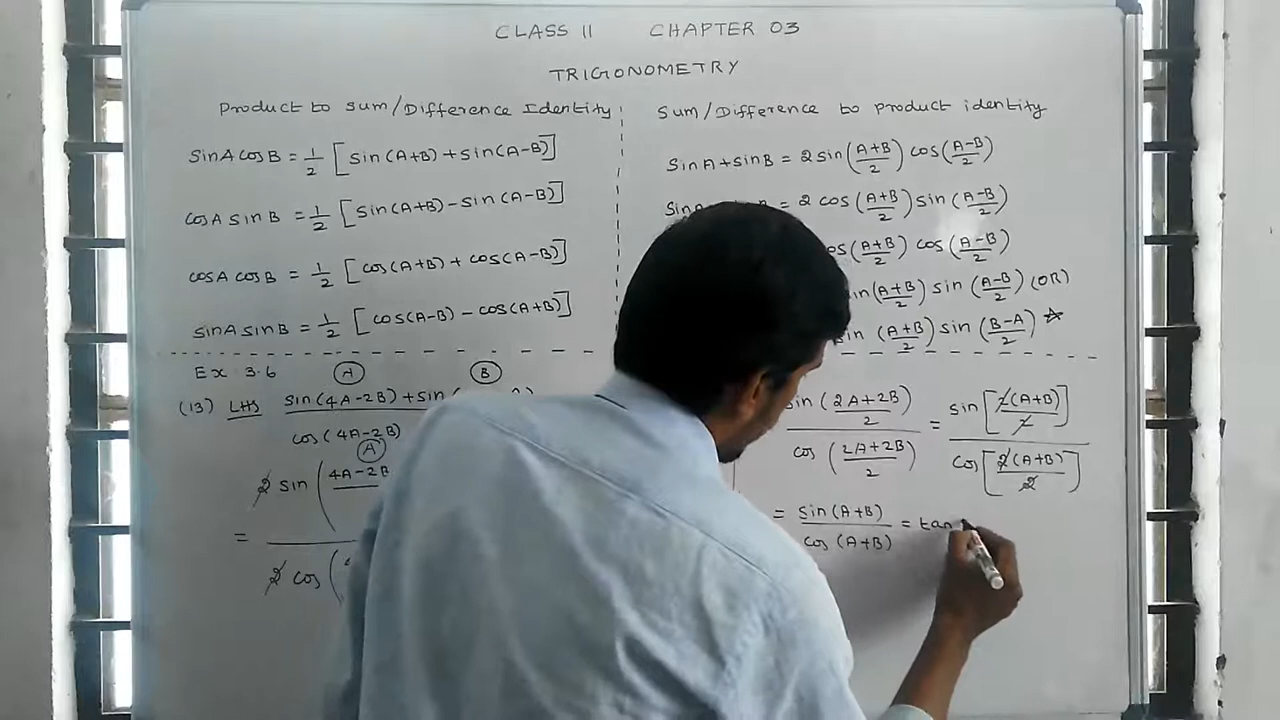 CLASS 11 CHAPTER 03
TRIGONOMETRY
Product to Sum/Difference Identity
SinA cosB = 1/2 [sin(A+B) + sin(A-B)]
cosA sinB = 1/2 [sin(A+B) - sin(A-B)]
cosA cosB = 1/2 [cos(A+B) + cos(A-B)]
sinA sinB = 1/2 [cos(A-B) - cos(A+B)]
Sum/Difference to product identity
SinA + sinB = 2 sin((A+B)/2) cos((A-B)/2)
= 2 cos((A+B)/2) sin((A-B)/2)
((A+B)/2) cos((A-B)/2)
((A+B)/2) sin((A-B)/2) (OR)
((A+B)/2) sin((B-A)/2) ☆
Ex 3.6
A B
(13) LHS sin(4A-2B) + sin
cos(4A-2B)
A
2 sin(4A-2B
=
2 cos(
sin((2A+2B)/2)
cos((2A+2B)/2)
= sin[2(A+B)/2]
cos[2(A+B)/2]
= sin(A+B)/cos(A+B) = tan